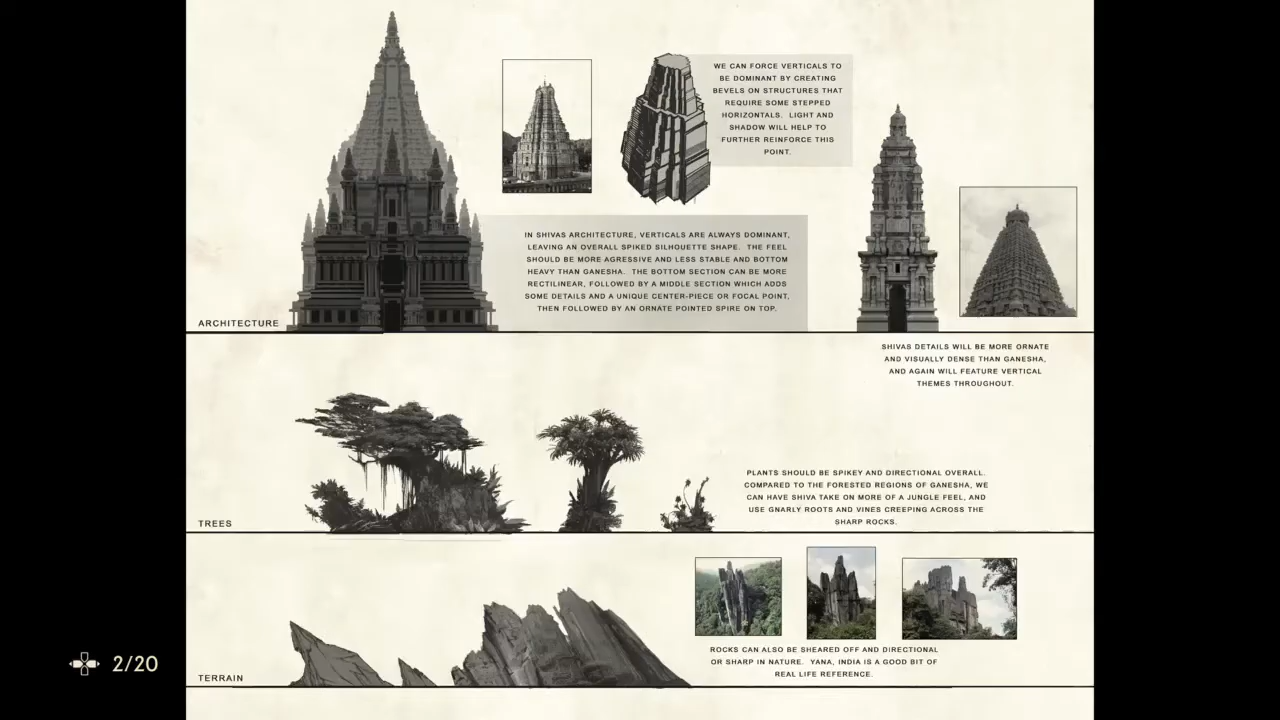 WE CAN FORCE VERTICALS TO
BE DOMINANT BY CREATING
BEVELS ON STRUCTURES THAT
REQUIRE SOME STEPPED
HORIZONTALS. LIGHT AND
SHADOW WILL HELP TO
FURTHER REINFORCE THIS
POINT.
IN SHIVAS ARCHITECTURE, VERTICALS ARE ALWAYS DOMINANT,
LEAVING AN OVERALL SPIKED SILHOUETTE SHAPE. THE FEEL
SHOULD BE MORE AGRESSIVE AND LESS STABLE AND BOTTOM
HEAVY THAN GANESHA. THE BOTTOM SECTION CAN BE MORE
RECTILINEAR, FOLLOWED BY A MIDDLE SECTION WHICH ADDS
SOME DETAILS AND A UNIQUE CENTER-PIECE OR FOCAL POINT,
THEN FOLLOWED BY AN ORNATE POINTED SPIRE ON TOP.
ARCHITECTURE
SHIVAS DETAILS WILL BE MORE ORNATE
AND VISUALLY DENSE THAN GANESHA,
AND AGAIN WILL FEATURE VERTICAL
THEMES THROUGHOUT.
PLANTS SHOULD BE SPIKEY AND DIRECTIONAL OVERALL.
COMPARED TO THE FORESTED REGIONS OF GANESHA, WE
CAN HAVE SHIVA TAKE ON MORE OF A JUNGLE FEEL, AND
USE GNARLY ROOTS AND VINES CREEPING ACROSS THE
SHARP ROCKS.
TREES
ROCKS CAN ALSO BE SHEARED OFF AND DIRECTIONAL
OR SHARP IN NATURE. YANA, INDIA IS A GOOD BIT OF
REAL LIFE REFERENCE.
TERRAIN
2/20